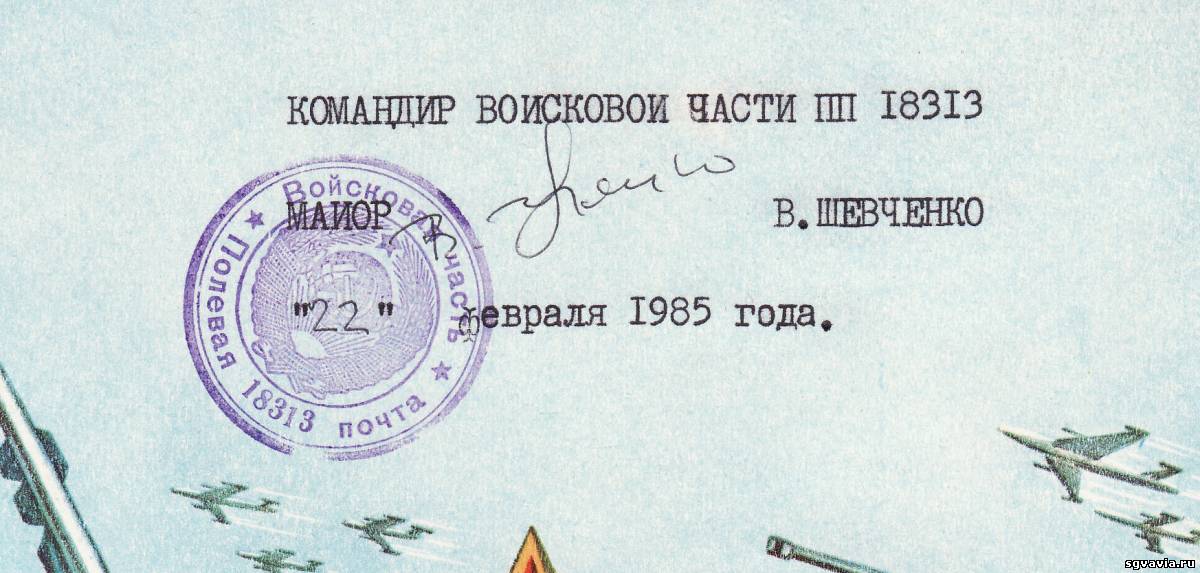 КОМАНДИР ВОИСКОВОИ ЧАСТИ ПП 18313
МАИОР В.ШЕВЧЕНКО
"22" февраля 1985 года.
Войсковая часть
Полевая 18313 почта
sgvavia.ru